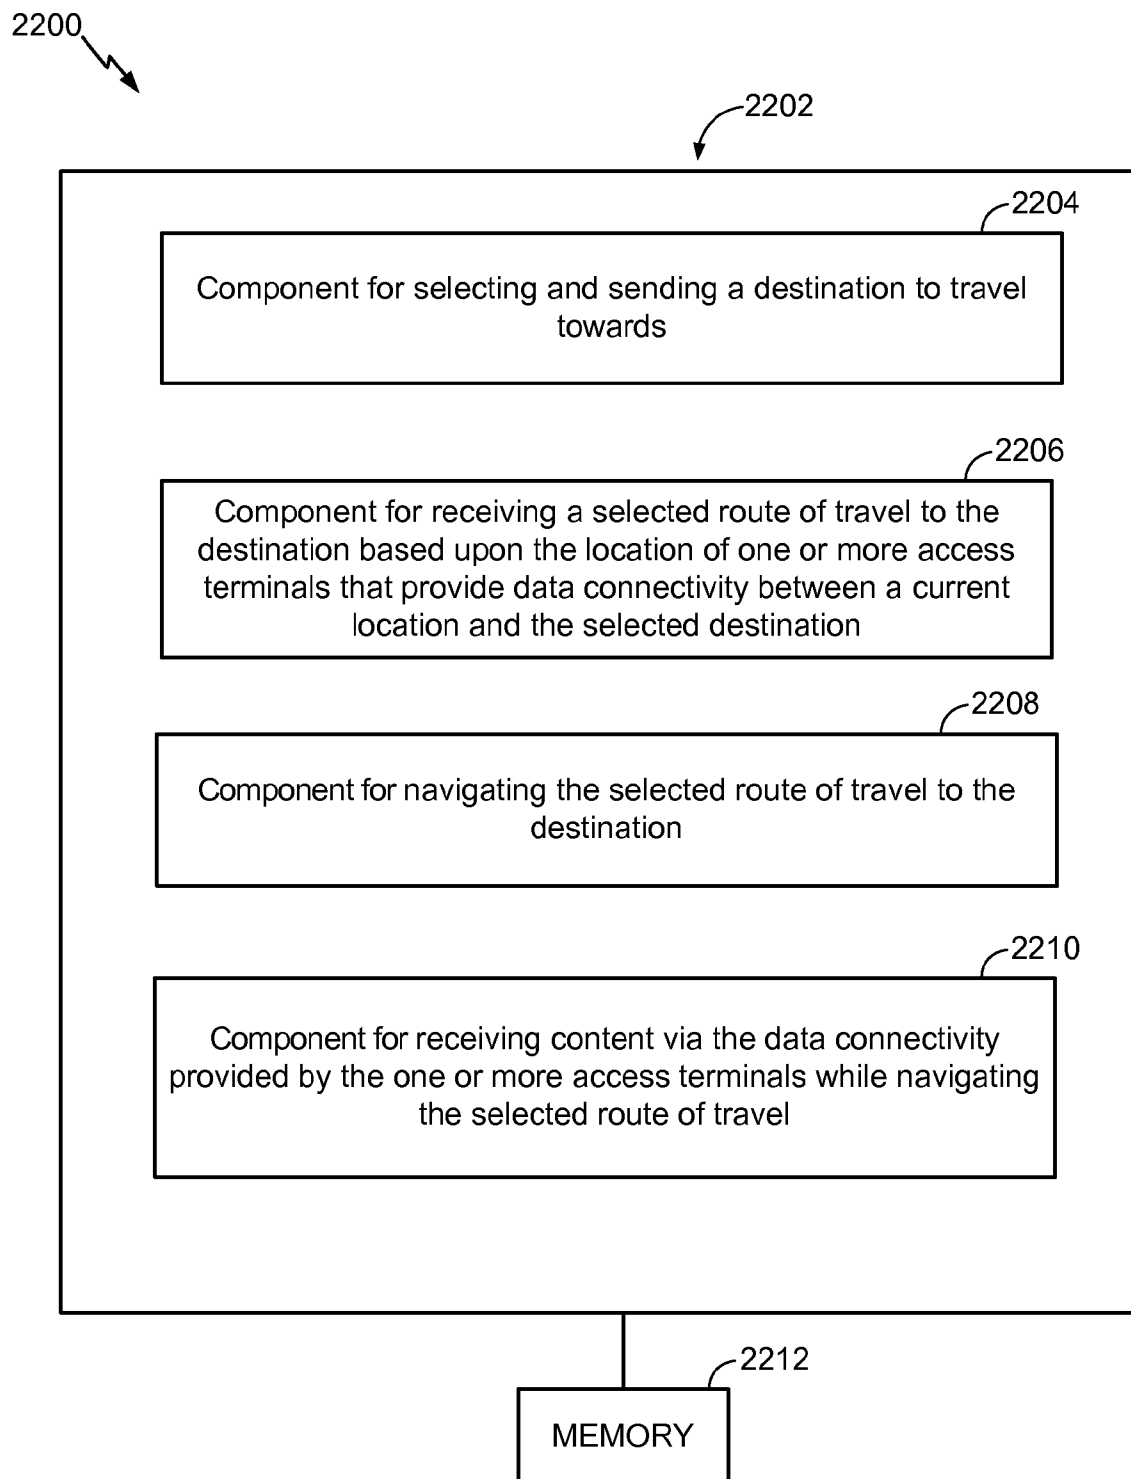 2200
2202
2204
Component for selecting and sending a destination to travel
towards
2206
Component for receiving a selected route of travel to the
destination based upon the location of one or more access
terminals that provide data connectivity between a current
location and the selected destination
2208
Component for navigating the selected route of travel to the
destination
2210
Component for receiving content via the data connectivity
provided by the one or more access terminals while navigating
the selected route of travel
2212
MEMORY